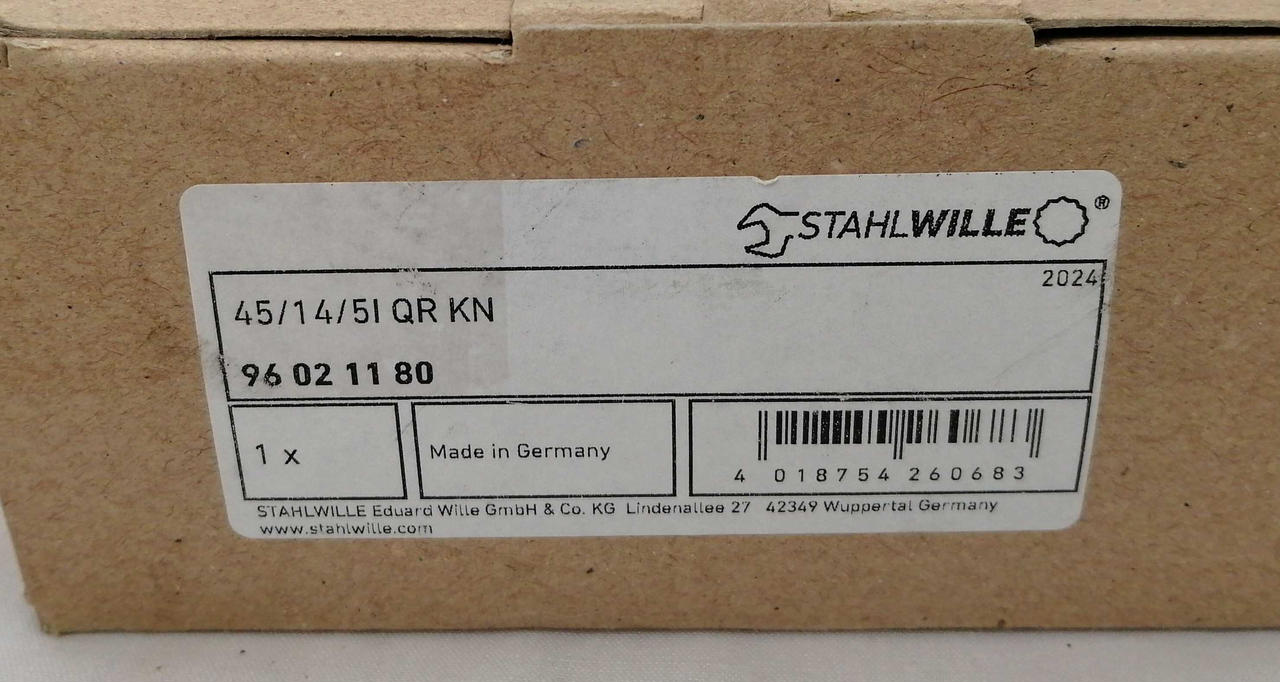 STAHLWILLE®
2024
45/14/5I QR KN
96 02 11 80
1 x
Made in Germany
4 018754 260683
STAHLWILLE Eduard Wille GmbH & Co. KG Lindenallee 27 42349 Wuppertal Germany
www.stahlwille.com